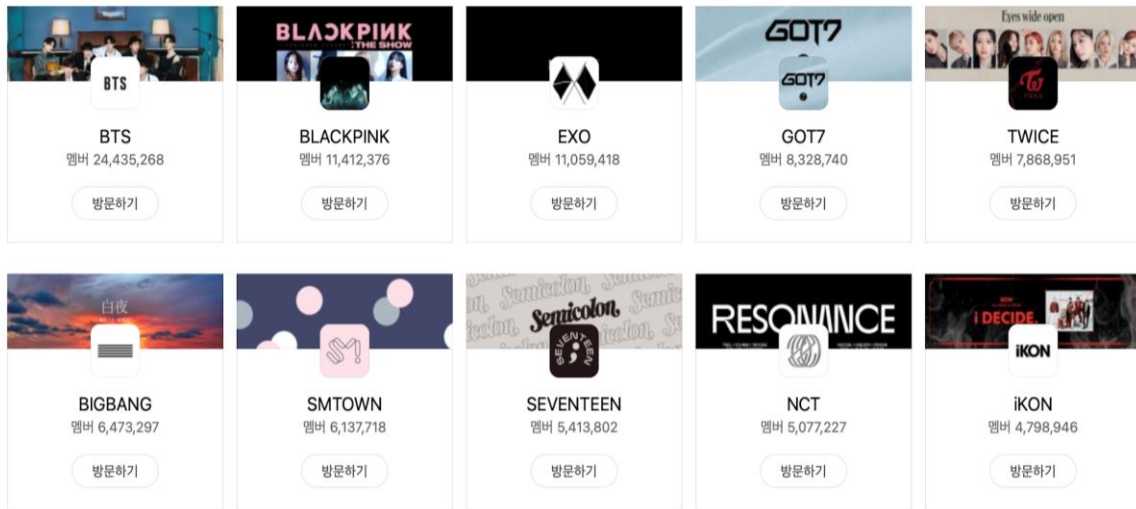 BTS
BTS
멤버 24,435,268
방문하기
BLACKPINK
:THE SHOW
BLACKPINK
멤버 11,412,376
방문하기
EXO
멤버 11,059,418
방문하기
GOT7
GOT7
GOT7
멤버 8,328,740
방문하기
Eyes wide open
TWICE
멤버 7,868,951
방문하기
白夜
BIGBANG
멤버 6,473,297
방문하기
SM!
SMTOWN
멤버 6,137,718
방문하기
Semicolon
SEVENTEEN
;
SEVENTEEN
멤버 5,413,802
방문하기
RESONANCE
NCT
멤버 5,077,227
방문하기
i DECIDE
iKON
iKON
멤버 4,798,946
방문하기